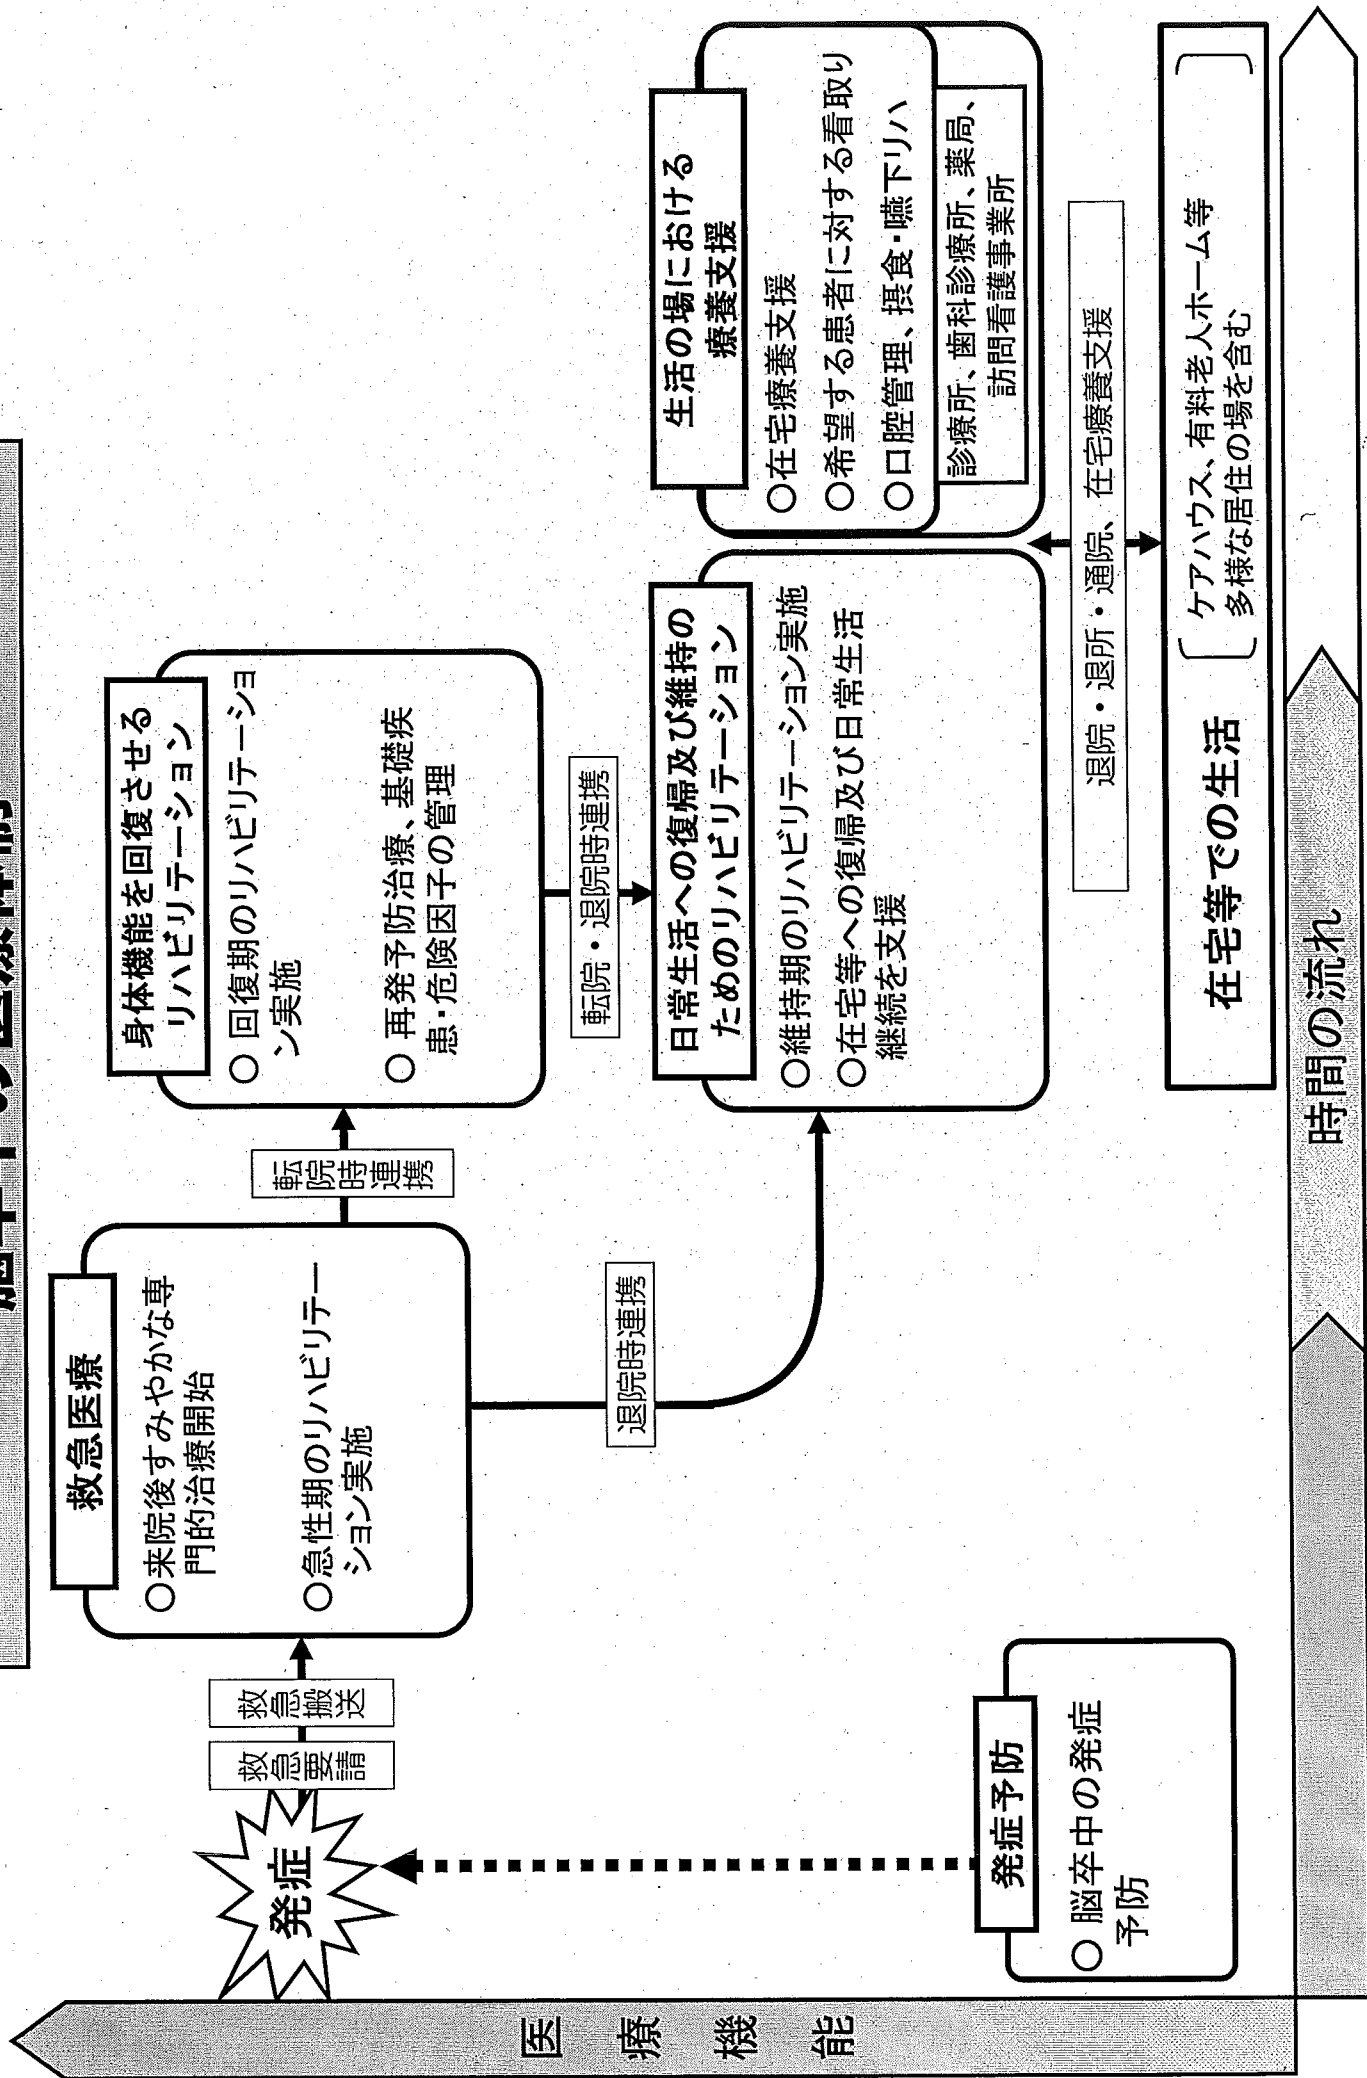 脳卒中の医療体制
救急医療
○来院後すみやかな専
門的治療開始
○急性期のリハビリテー
ション実施
身体機能を回復させる
リハビリテーション
○ 回復期のリハビリテーショ
ン実施
○ 再発予防治療、基礎疾
患・危険因子の管理
発症
救急要請
救急搬送
転院時連携
退院時連携
転院・退院時連携
日常生活への復帰及び維持の
ためのリハビリテーション
○維持期のリハビリテーション実施
○在宅等への復帰及び日常生活
継続を支援
生活の場における
療養支援
○在宅療養支援
○希望する患者に対する看取り
○口腔管理、摂食・嚥下リハ
診療所、歯科診療所、薬局、
訪問看護事業所
発症予防
○ 脳卒中の発症
予防
退院・退所・通院、在宅療養支援
在宅等での生活
ケアハウス、有料老人ホーム等
多様な居住の場を含む
医療機能
時間の流れ